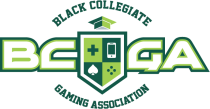 BLACK COLLEGIATE
BCGA
GAMING ASSOCIATION